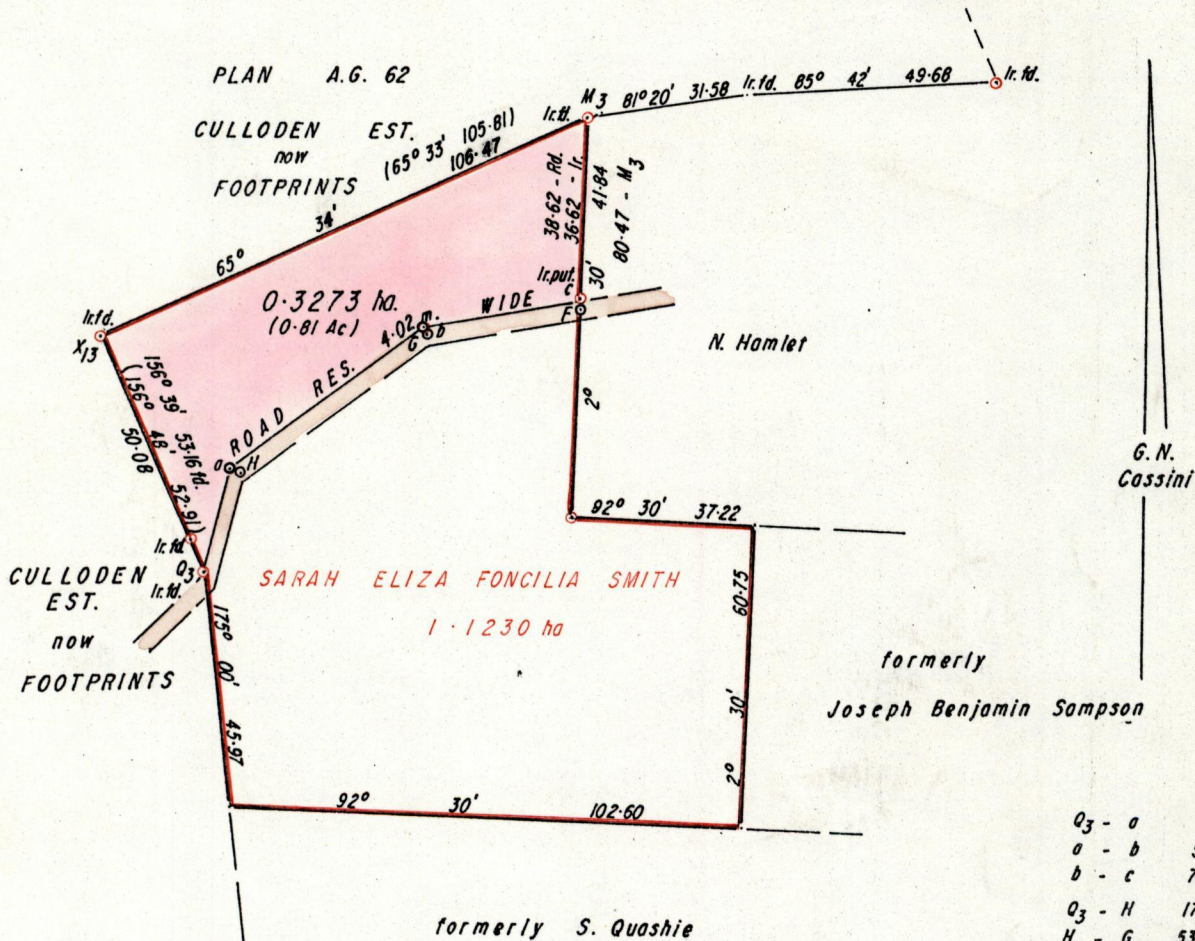 PLAN A.G. 62
CULLODEN EST.
now
FOOTPRINTS
(65° 33' 105·81)
65° 34' 106·47
Ir.fd.
M3
81° 20' 31·58 Ir.fd. 85° 42' 49·68 Ir. fd.
38·62 - Rd.
36·62 - Ir.
41·84
80·47 - M3
30'
2°
Ir.put.
c
F
Ir.fd.
X13
0·3273 ha.
(0·81 Ac)
ROAD RES. 4·02 m. WIDE
G
b
a
H
N. Hamlet
156° 39' 53·16 fd.
(156° 48' 52·91)
50·08
Ir.fd.
Q3
Ir.fd.
G.N.
Cassini
92° 30' 37·22
CULLODEN
EST.
now
FOOTPRINTS
SARAH ELIZA FONCILIA SMITH
1·1230 ha
175° 00' 45·97
60·75
2° 30'
formerly
Joseph Benjamin Sampson
92° 30' 102·60
formerly S. Quashie
Q3 - a
a - b
b - c 7
Q3 - H 17
H - G 53